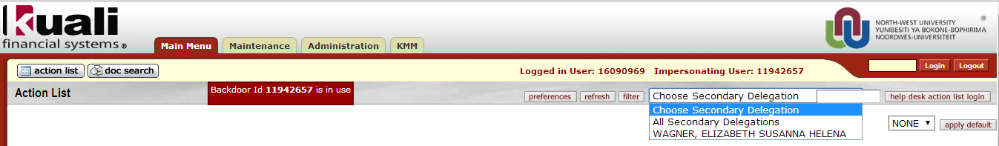 kuali
financial systems ®
Main Menu Maintenance Administration KMM
NORTH-WEST UNIVERSITY ®
YUNIBESITI YA BOKONE-BOPHIRIMA
NOORDWES-UNIVERSITEIT
action list doc search
Logged in User: 16090969 Impersonating User: 11942657
Login Logout
Action List
Backdoor Id 11942657 is in use
preferences refresh filter Choose Secondary Delegation help desk action list login
Choose Secondary Delegation
All Secondary Delegations
WAGNER, ELIZABETH SUSANNA HELENA
NONE apply default